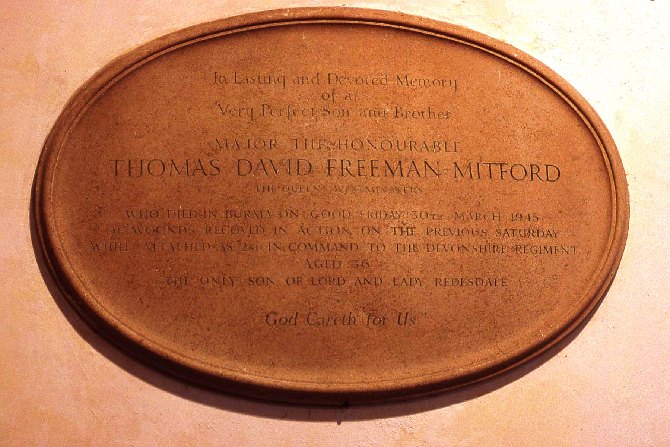 In Lasting and Devoted Memory
of a
Very Perfect Son and Brother
MAJOR THE HONOURABLE
THOMAS DAVID FREEMAN-MITFORD
THE QUEENS WESTMINSTERS
WHO DIED IN BURMA ON GOOD FRIDAY 30TH MARCH 1945
OF WOUNDS RECEIVED IN ACTION ON THE PREVIOUS SATURDAY
WHILE ATTACHED AS 2ND IN COMMAND TO THE DEVONSHIRE REGIMENT
AGED 36
THE ONLY SON OF LORD AND LADY REDESDALE
"God Careth for Us"